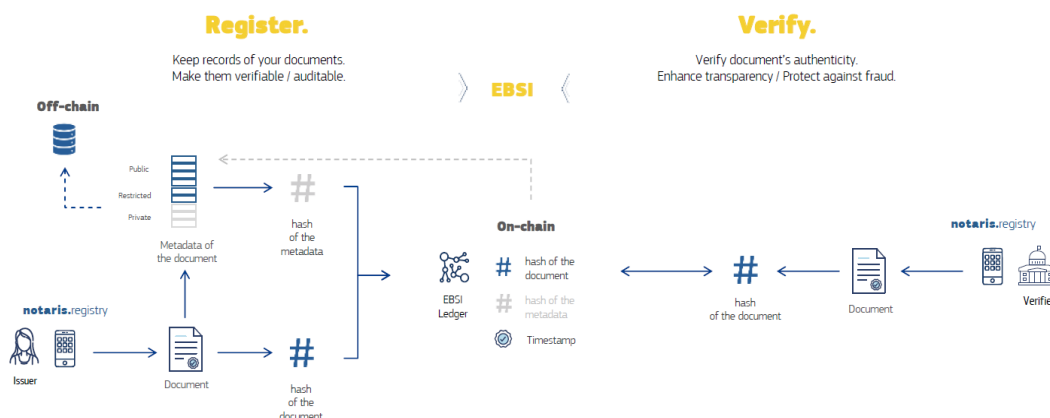 Register.
Keep records of your documents.
Make them verifiable / auditable.
Off-chain
Public
Restricted
Private
Metadata of
the document
#
hash
of the
metadata
notaris.registry
Issuer
Document
#
hash
of the
document
EBSI
On-chain
EBSI
Ledger
# hash of the
document
# hash of the
metadata
Timestamp
Verify.
Verify document's authenticity.
Enhance transparency / Protect against fraud.
notaris.registry
#
hash
of the document
Document
Verifie